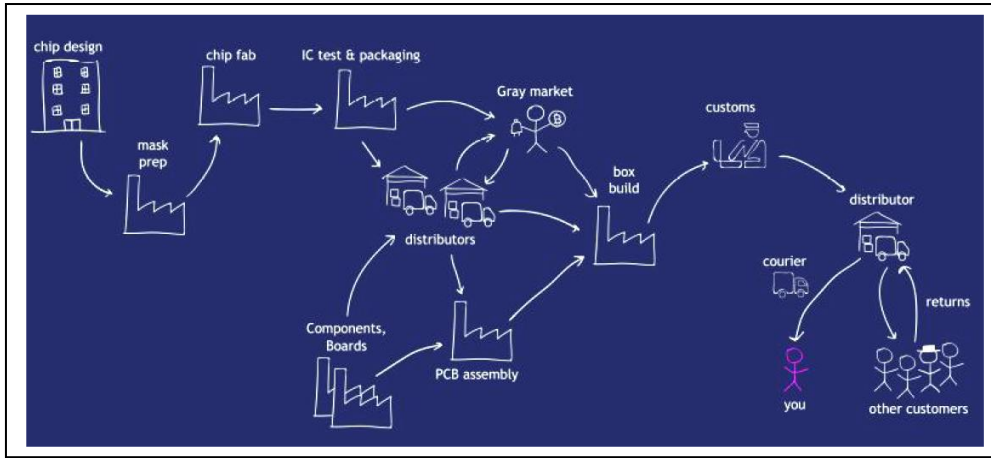 chip design
mask
prep
chip fab
IC test & packaging
Gray market
B
distributors
Components,
Boards
PCB assembly
box
build
customs
distributor
courier
returns
you
other customers